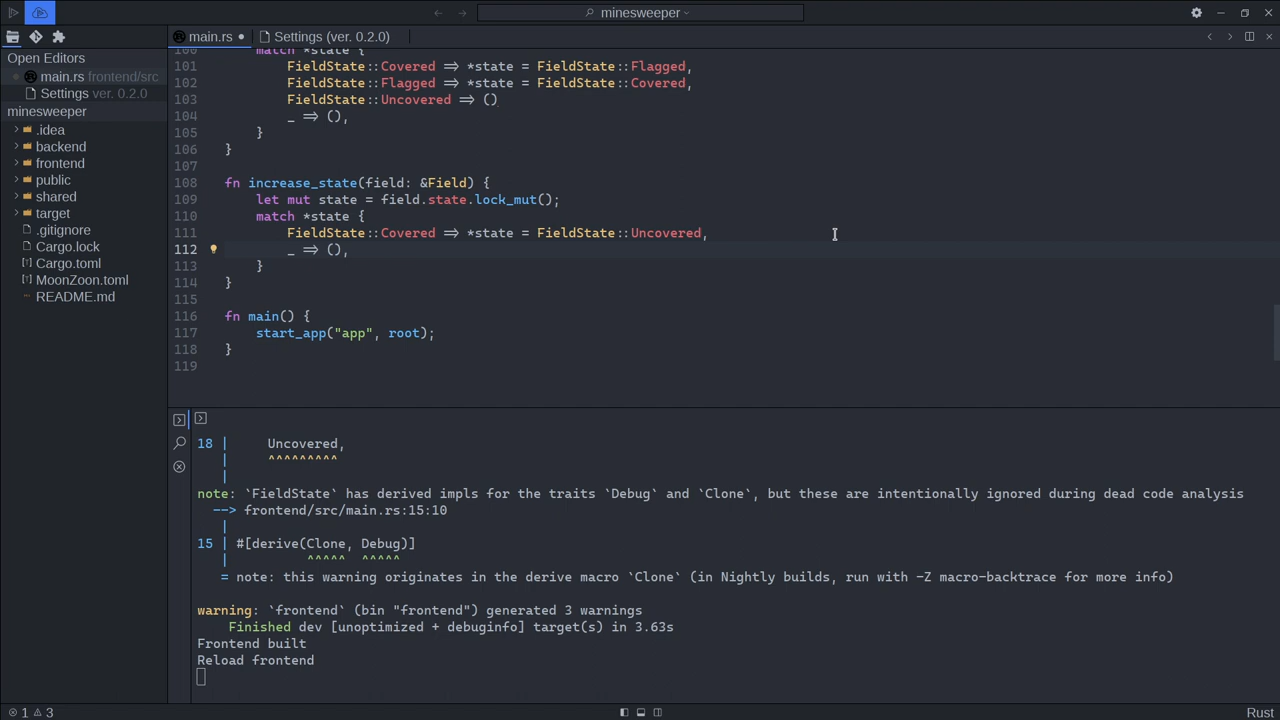 minesweeper
main.rs
Settings (ver. 0.2.0)
Open Editors
main.rs frontend/src
Settings ver. 0.2.0
minesweeper
.idea
backend
frontend
public
shared
target
.gitignore
Cargo.lock
Cargo.toml
MoonZoon.toml
README.md
100 match *state {
101 FieldState::Covered => *state = FieldState::Flagged,
102 FieldState::Flagged => *state = FieldState::Covered,
103 FieldState::Uncovered => ()
104 _ => (),
105 }
106 }
107
108 fn increase_state(field: &Field) {
109 let mut state = field.state.lock_mut();
110 match *state {
111 FieldState::Covered => *state = FieldState::Uncovered,
112 _ => (),
113 }
114 }
115
116 fn main() {
117 start_app("app", root);
118 }
119
18 | Uncovered,
| ^^^^^^^^^
|
note: `FieldState` has derived impls for the traits `Debug` and `Clone`, but these are intentionally ignored during dead code analysis
--> frontend/src/main.rs:15:10
|
15 | #[derive(Clone, Debug)]
| ^^^^^ ^^^^^
= note: this warning originates in the derive macro `Clone` (in Nightly builds, run with -Z macro-backtrace for more info)
warning: `frontend` (bin "frontend") generated 3 warnings
Finished dev [unoptimized + debuginfo] target(s) in 3.63s
Frontend built
Reload frontend
1 3
Rust